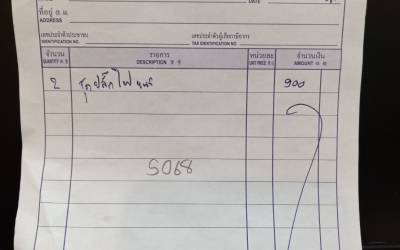 DATE
ที่อยู่
ADDRESS
เลขประจำตัวประชาชน เลขประจำตัวผู้เสียภาษีอากร
IDENTIFICATION NO. TAX IDENTIFICATION NO.
จำนวน รายการ หน่วยละ จำนวนเงิน
QUANTITY DESCRIPTION UNIT PRICE AMOUNT
2 ชุดปลั๊กไฟ 900
5068